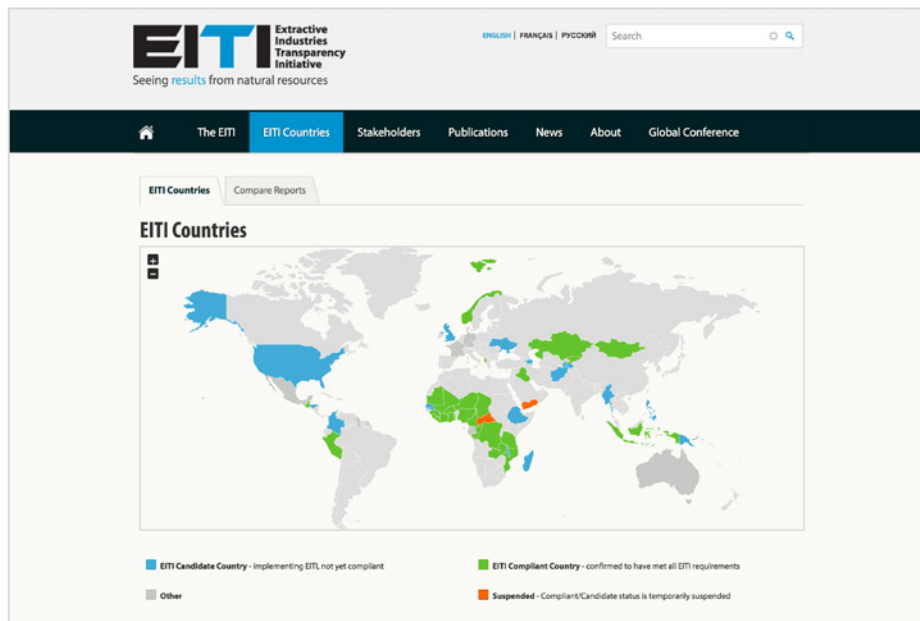 EITI
Extractive
Industries
Transparency
Initiative
Seeing results from natural resources
ENGLISH | FRANÇAIS | РУССКИЙ
Search
The EITI
EITI Countries
Stakeholders
Publications
News
About
Global Conference
EITI Countries
Compare Reports
EITI Countries
+
−
EITI Candidate Country - Implementing EITI, not yet compliant
EITI Compliant Country - confirmed to have met all EITI requirements
Other
Suspended - Compliant/Candidate status is temporarily suspended